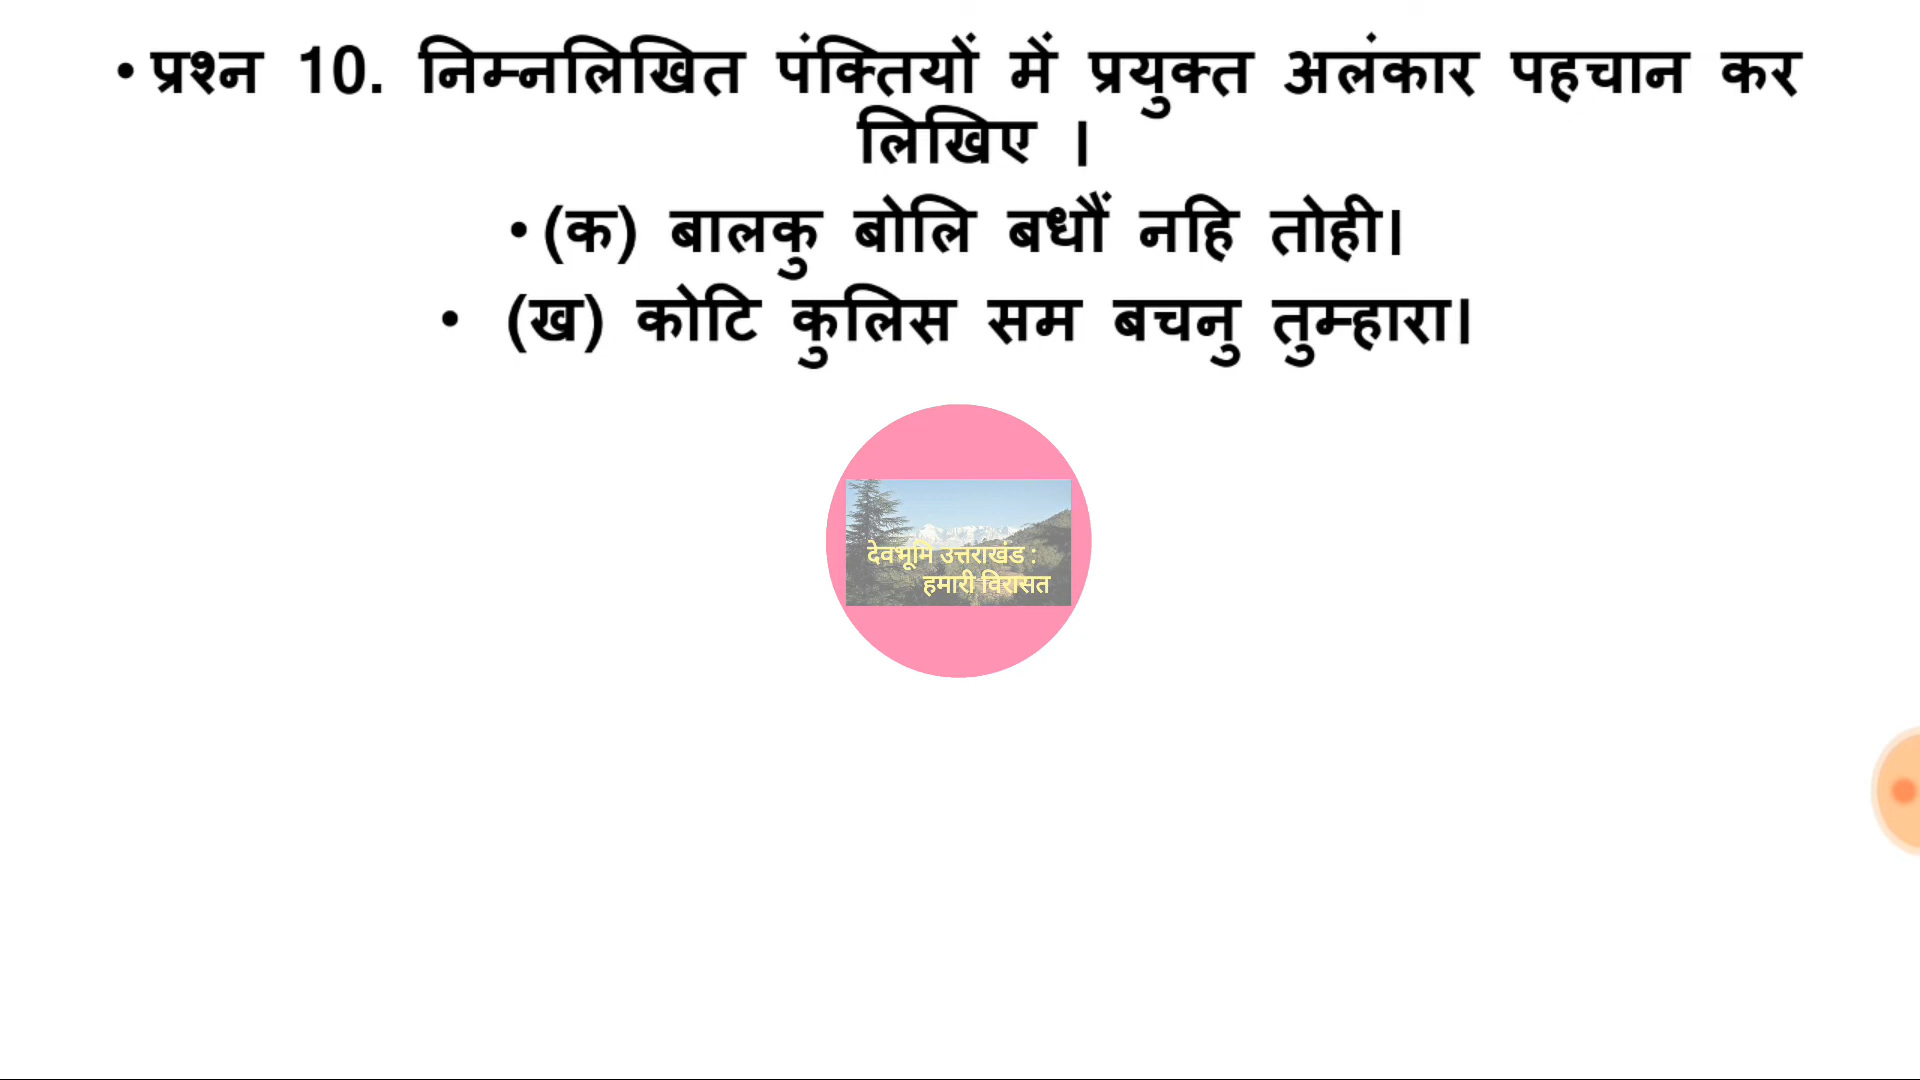 • प्रश्न 10. निम्नलिखित पंक्तियों में प्रयुक्त अलंकार पहचान कर
लिखिए ।
• (क) बालकु बोलि बधौं नहि तोही।
• (ख) कोटि कुलिस सम बचनु तुम्हारा।
देवभूमि उत्तराखंड :
हमारी विरासत